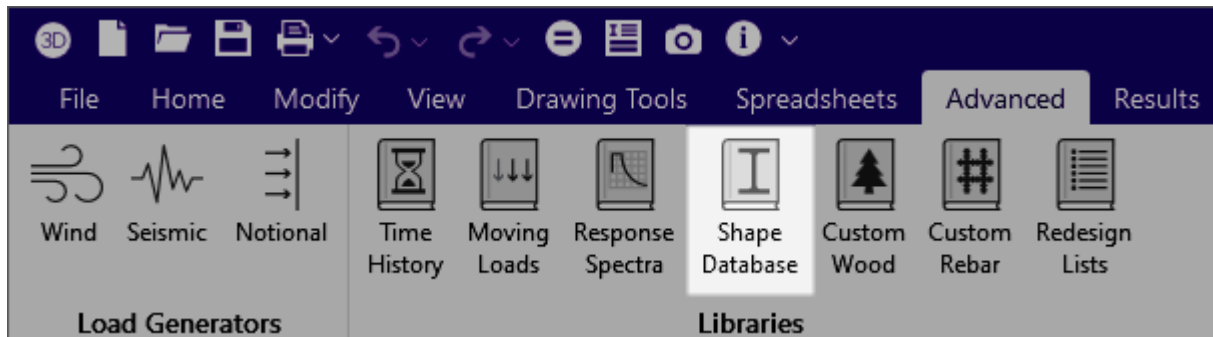 3D
File Home Modify View Drawing Tools Spreadsheets Advanced Results
Wind Seismic Notional Time History Moving Loads Response Spectra Shape Database Custom Wood Custom Rebar Redesign Lists
Load Generators Libraries